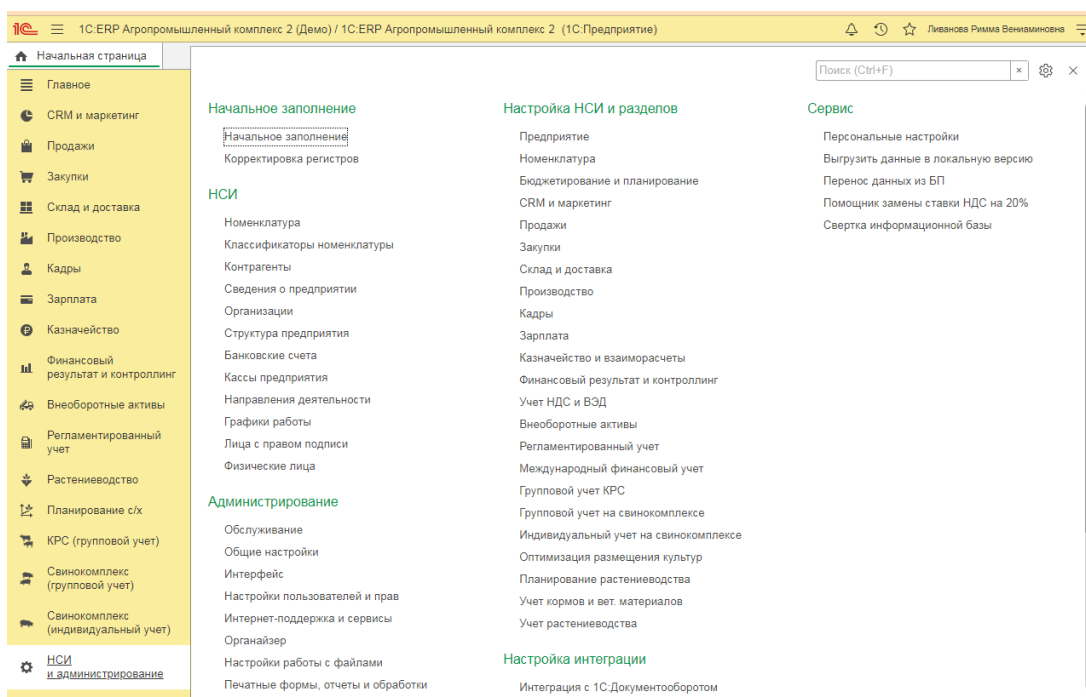 1С:ERP Агропромышленный комплекс 2 (Демо) / 1С:ERP Агропромышленный комплекс 2 (1С:Предприятие)
Ливанова Римма Вениаминовна
Начальная страница
Поиск (Ctrl+F)
Главное
CRM и маркетинг
Продажи
Закупки
Склад и доставка
Производство
Кадры
Зарплата
Казначейство
Финансовый
результат и контроллинг
Внеоборотные активы
Регламентированный
учет
Растениеводство
Планирование с/х
КРС (групповой учет)
Свинокомплекс
(групповой учет)
Свинокомплекс
(индивидуальный учет)
НСИ
и администрирование
Начальное заполнение
Начальное заполнение
Корректировка регистров
НСИ
Номенклатура
Классификаторы номенклатуры
Контрагенты
Сведения о предприятии
Организации
Структура предприятия
Банковские счета
Кассы предприятия
Направления деятельности
Графики работы
Лица с правом подписи
Физические лица
Администрирование
Обслуживание
Общие настройки
Интерфейс
Настройки пользователей и прав
Интернет-поддержка и сервисы
Органайзер
Настройки работы с файлами
Печатные формы, отчеты и обработки
Настройка НСИ и разделов
Предприятие
Номенклатура
Бюджетирование и планирование
CRM и маркетинг
Продажи
Закупки
Склад и доставка
Производство
Кадры
Зарплата
Казначейство и взаиморасчеты
Финансовый результат и контроллинг
Учет НДС и ВЭД
Внеоборотные активы
Регламентированный учет
Международный финансовый учет
Групповой учет КРС
Групповой учет на свинокомплексе
Индивидуальный учет на свинокомплексе
Оптимизация размещения культур
Планирование растениеводства
Учет кормов и вет. материалов
Учет растениеводства
Настройка интеграции
Интеграция с 1С:Документооборотом
Сервис
Персональные настройки
Выгрузить данные в локальную версию
Перенос данных из БП
Помощник замены ставки НДС на 20%
Свертка информационной базы